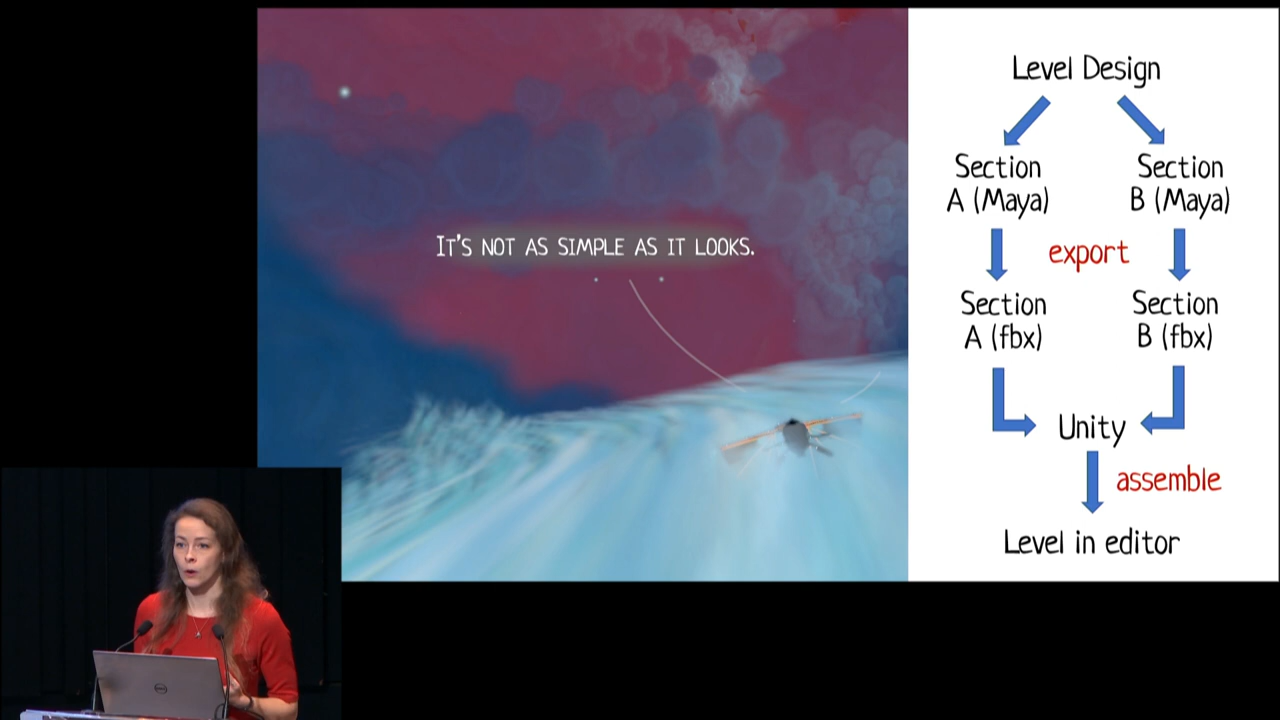 IT'S NOT AS SIMPLE AS IT LOOKS.
Level Design
Section
A (Maya)
Section
B (Maya)
export
Section
A (fbx)
Section
B (fbx)
Unity
assemble
Level in editor
DELL